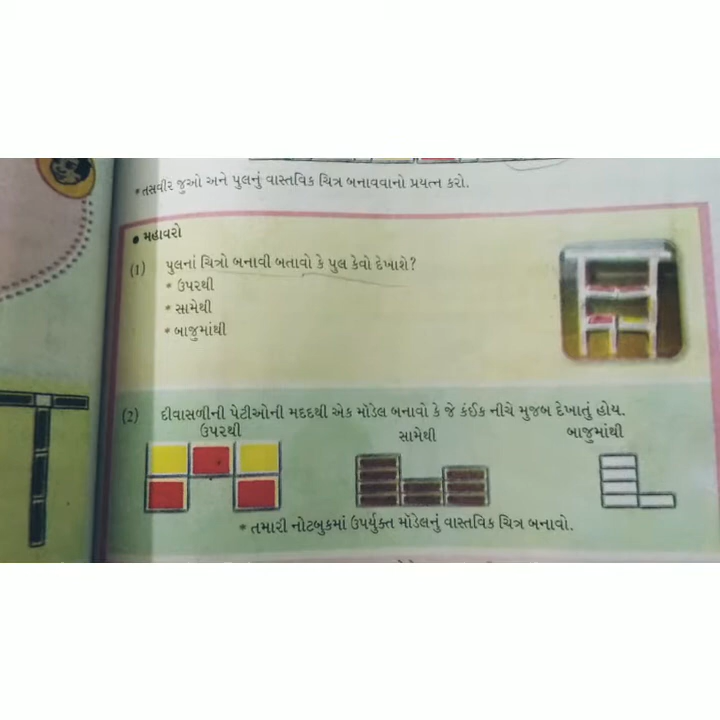 * તસવીર જુઓ અને પુલનું વાસ્તવિક ચિત્ર બનાવવાનો પ્રયત્ન કરો.
• મહાવરો
(1) પુલનાં ચિત્રો બનાવી બતાવો કે પુલ કેવો દેખાશે?
* ઉપરથી
* સામેથી
* બાજુમાંથી
(2) દીવાસળીની પેટીઓની મદદથી એક મૉડેલ બનાવો કે જે કંઈક નીચે મુજબ દેખાતું હોય.
ઉપરથી સામેથી બાજુમાંથી
* તમારી નોટબુકમાં ઉપર્યુક્ત મૉડેલનું વાસ્તવિક ચિત્ર બનાવો.